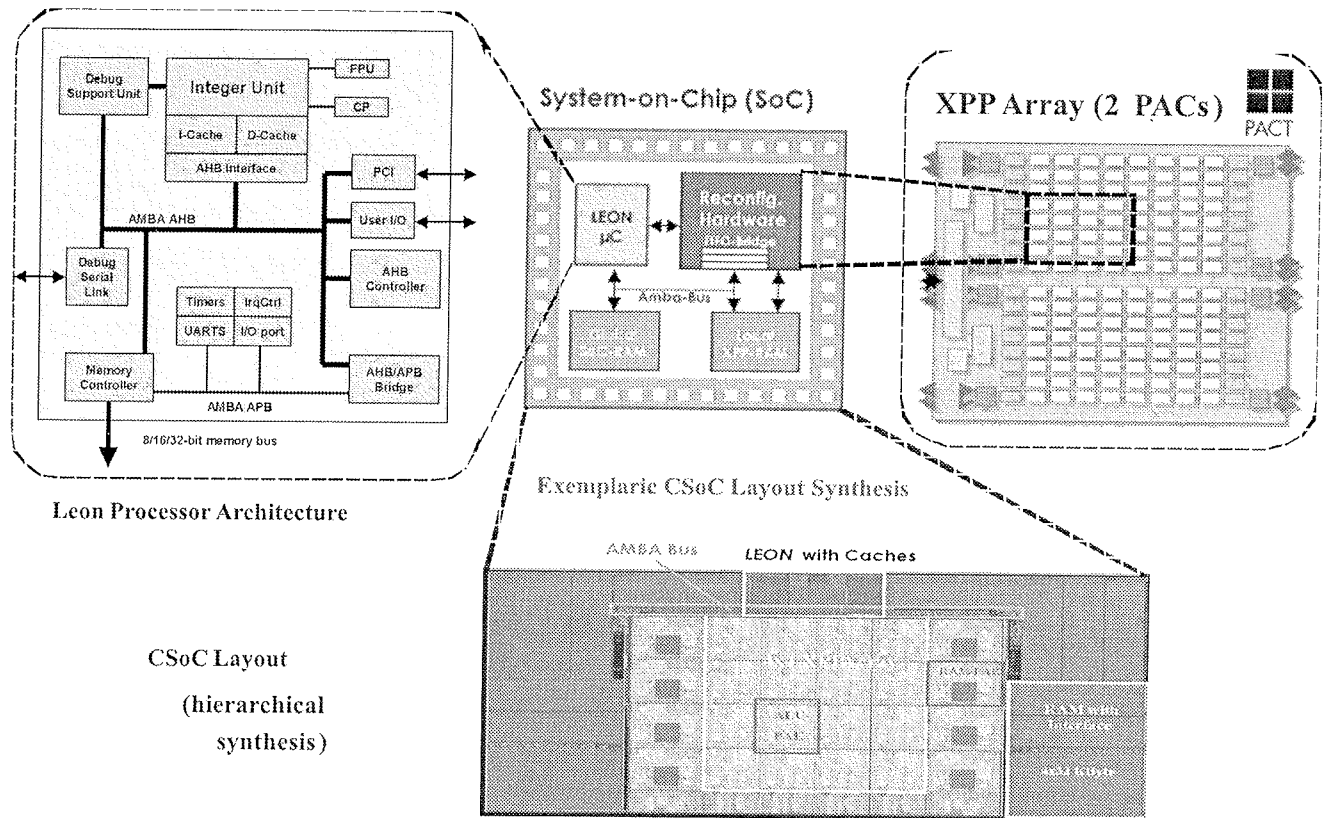 Debug
Support Unit
Integer Unit
FPU
CP
I-Cache
D-Cache
AHB Interface
PCI
AMBA AHB
User I/O
Debug
Serial
Link
AHB
Controller
Timers
IrqCtrl
UARTS
I/O port
Memory
Controller
AHB/APB
Bridge
AMBA APB
8/16/32-bit memory bus
Leon Processor Architecture
System-on-Chip (SoC)
LEON
µC
Reconfig.
Hardware
Amba-Bus
XPP Array (2 PACs)
PACT
Exemplaric CSoC Layout Synthesis
AMBA Bus
LEON with Caches
ALU
PAE
RAM-PAE
RAM with
CSoC Layout
(hierarchical
synthesis)